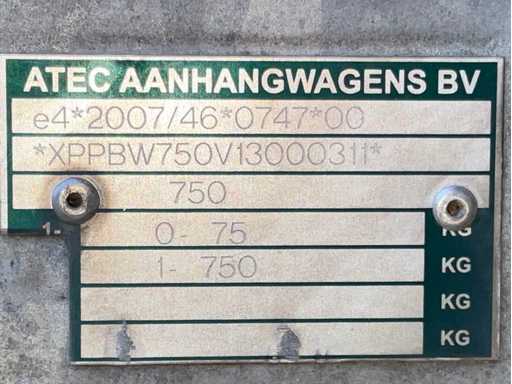 ATEC AANHANGWAGENS BV
e4*2007/46*0747*00
*XPPBW750V13000311*
750
1- 0- 75 KG
1- 750 KG
KG
KG